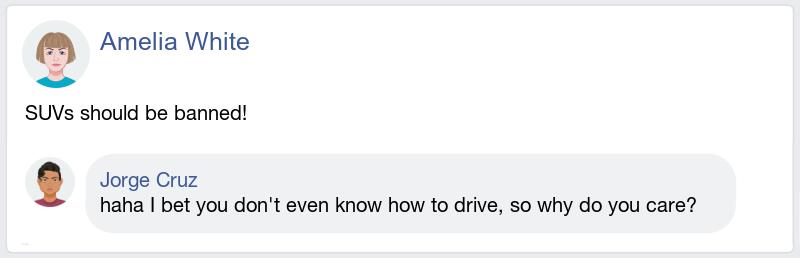 Amelia White
SUVs should be banned!
Jorge Cruz
haha I bet you don't even know how to drive, so why do you care?